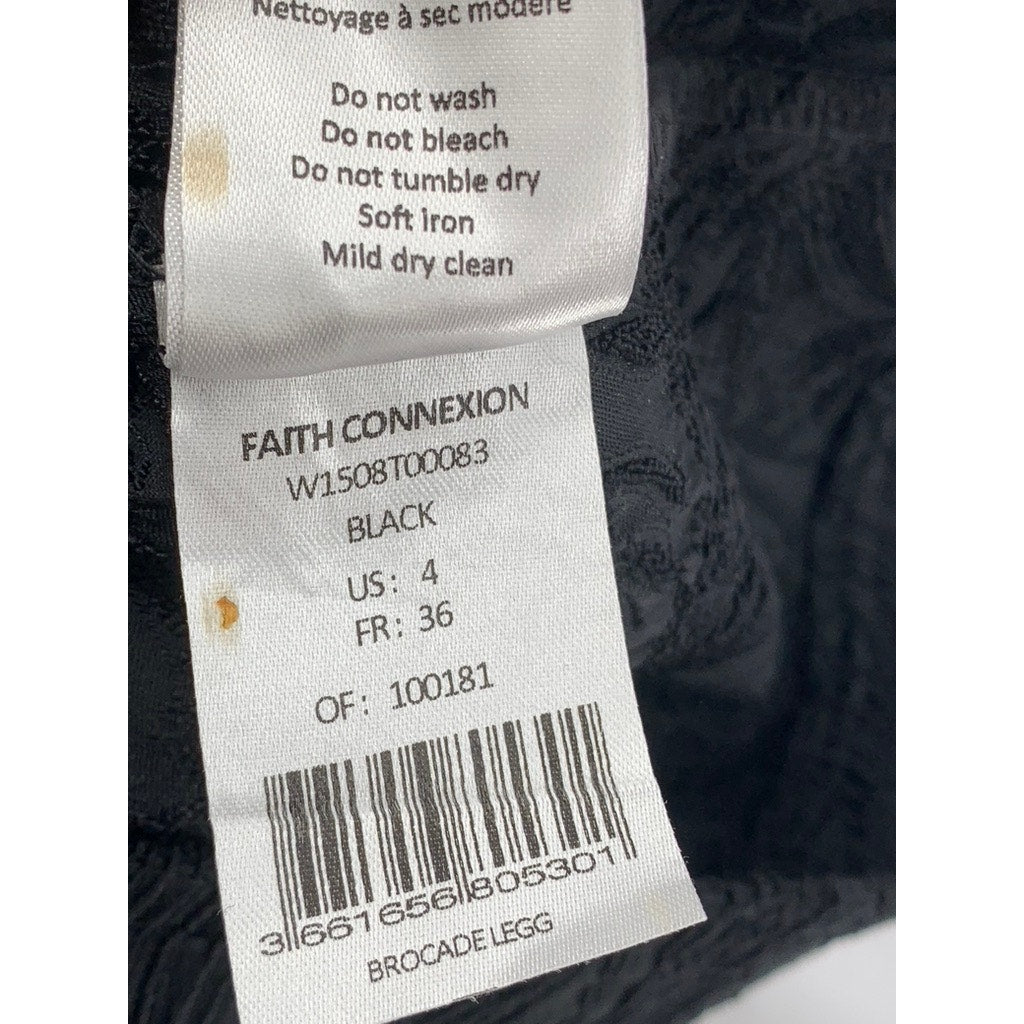 Nettoyage à sec modéré
Do not wash
Do not bleach
Do not tumble dry
Soft iron
Mild dry clean
FAITH CONNEXION
W1508T00083
BLACK
US: 4
FR: 36
OF: 100181
3661656805301
BROCADE LEGG